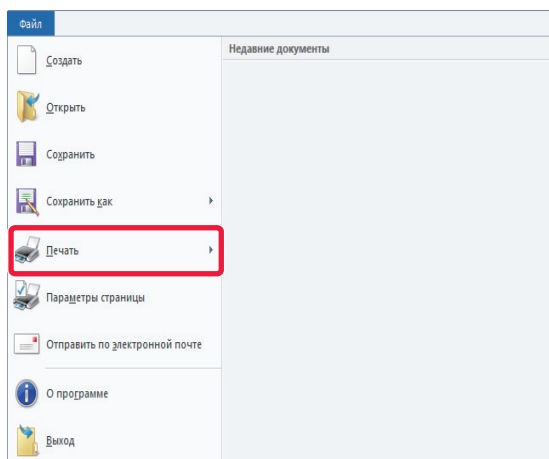 Файл
Недавние документы
Создать
Открыть
Сохранить
Сохранить как
Печать
Параметры страницы
Отправить по электронной почте
О программе
Выход